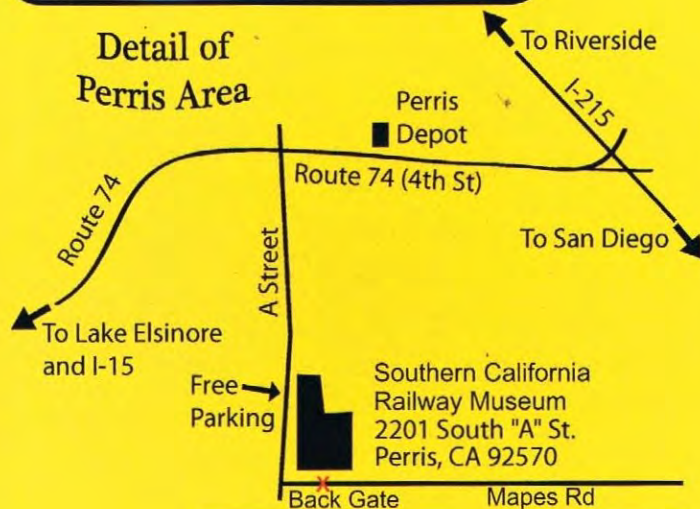 Detail of
Perris Area
To Riverside
I-215
Perris
Depot
Route 74 (4th St)
Route 74
To San Diego
A Street
To Lake Elsinore
and I-15
Free
Parking
Southern California
Railway Museum
2201 South "A" St.
Perris, CA 92570
Back Gate
Mapes Rd